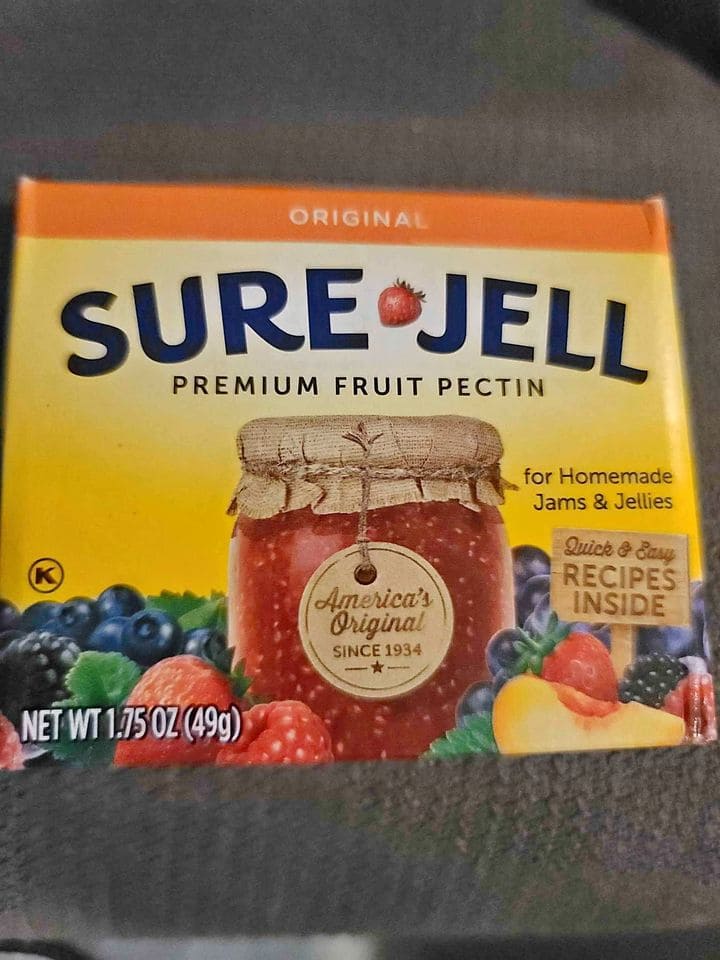 ORIGINAL
SURE JELL
PREMIUM FRUIT PECTIN
for Homemade
Jams & Jellies
Quick & Easy
RECIPES
INSIDE
K
America's
Original
SINCE 1934
NET WT 1.75 OZ (49g)